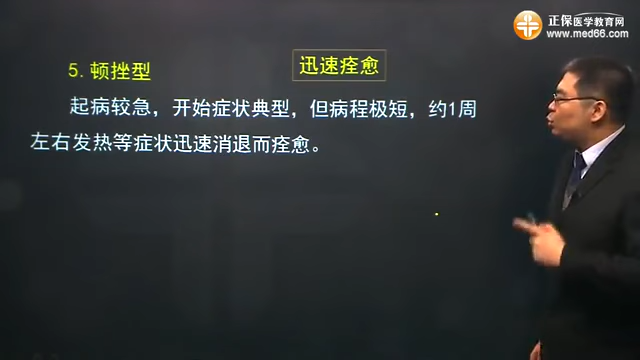 正保医学教育网
www.med66.com
5.顿挫型
迅速痊愈
起病较急，开始症状典型，但病程极短，约1周
左右发热等症状迅速消退而痊愈。